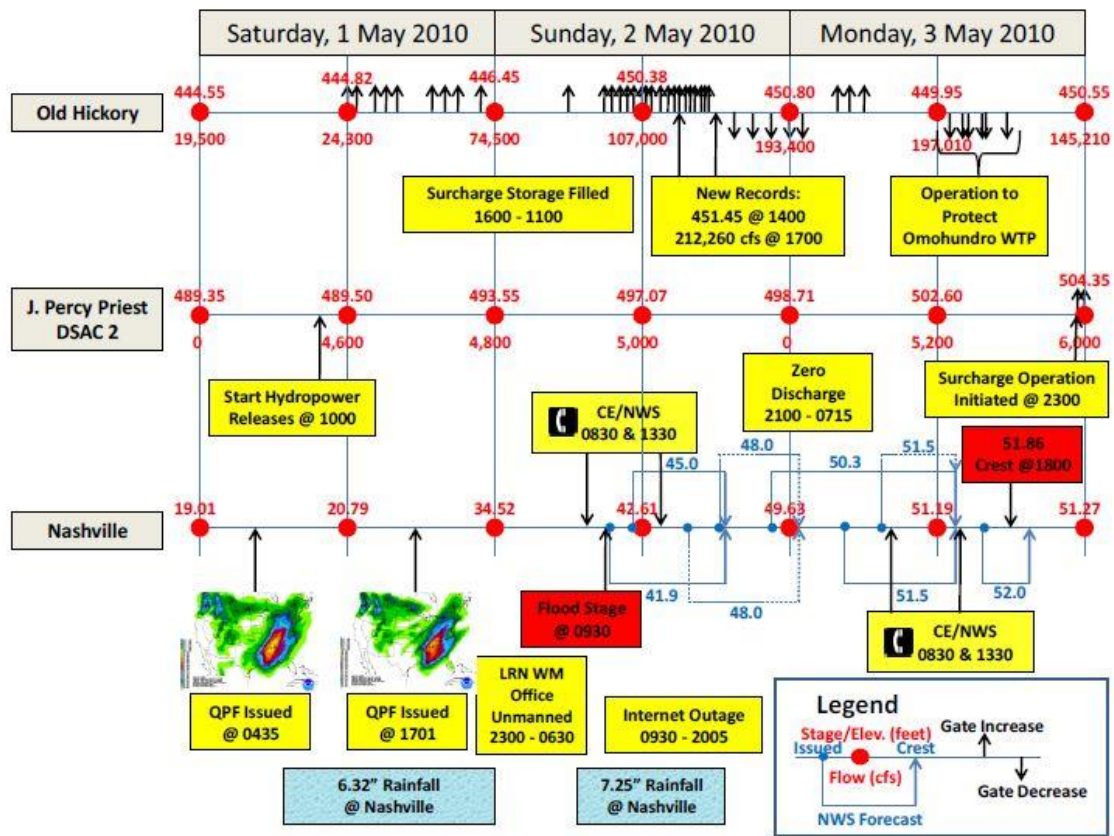 Saturday, 1 May 2010
Sunday, 2 May 2010
Monday, 3 May 2010
444.55
444.82
446.45
450.38
450.80
449.95
450.55
Old Hickory
19,500
24,300
74,500
107,000
193,400
197,010
145,210
Surcharge Storage Filled
1600 - 1100
New Records:
451.45 @ 1400
212,260 cfs @ 1700
Operation to
Protect
Omohundro WTP
J. Percy Priest
DSAC 2
489.35
489.50
493.55
497.07
498.71
502.60
504.35
0
4,600
4,800
5,000
0
5,200
6,000
Start Hydropower
Releases @ 1000
CE/NWS
0830 & 1330
Zero
Discharge
2100 - 0715
Surcharge Operation
Initiated @ 2300
51.86
Crest @1800
45.0
48.0
50.3
51.5
Nashville
19.01
20.79
34.52
42.61
49.63
51.19
51.27
41.9
48.0
51.5
52.0
Flood Stage
@ 0930
CE/NWS
0830 & 1330
QPF Issued
@ 0435
QPF Issued
@ 1701
LRN WM
Office
Unmanned
2300 - 0630
Internet Outage
0930 - 2005
6.32” Rainfall
@ Nashville
7.25” Rainfall
@ Nashville
Legend
Stage/Elev. (feet)
Issued
Crest
Gate Increase
Flow (cfs)
Gate Decrease
NWS Forecast